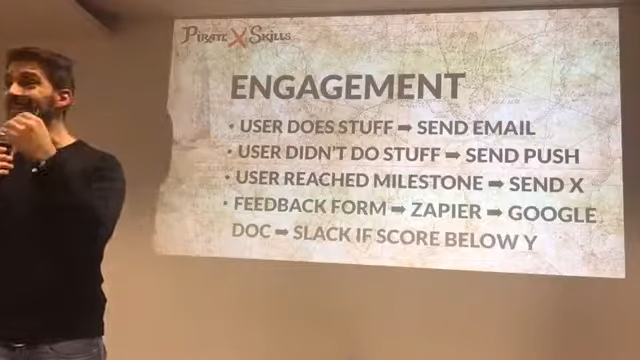 PIRATE X SKILLS
ENGAGEMENT
• USER DOES STUFF ➡ SEND EMAIL
• USER DIDN'T DO STUFF ➡ SEND PUSH
• USER REACHED MILESTONE ➡ SEND X
• FEEDBACK FORM ➡ ZAPIER ➡ GOOGLE
DOC ➡ SLACK IF SCORE BELOW Y